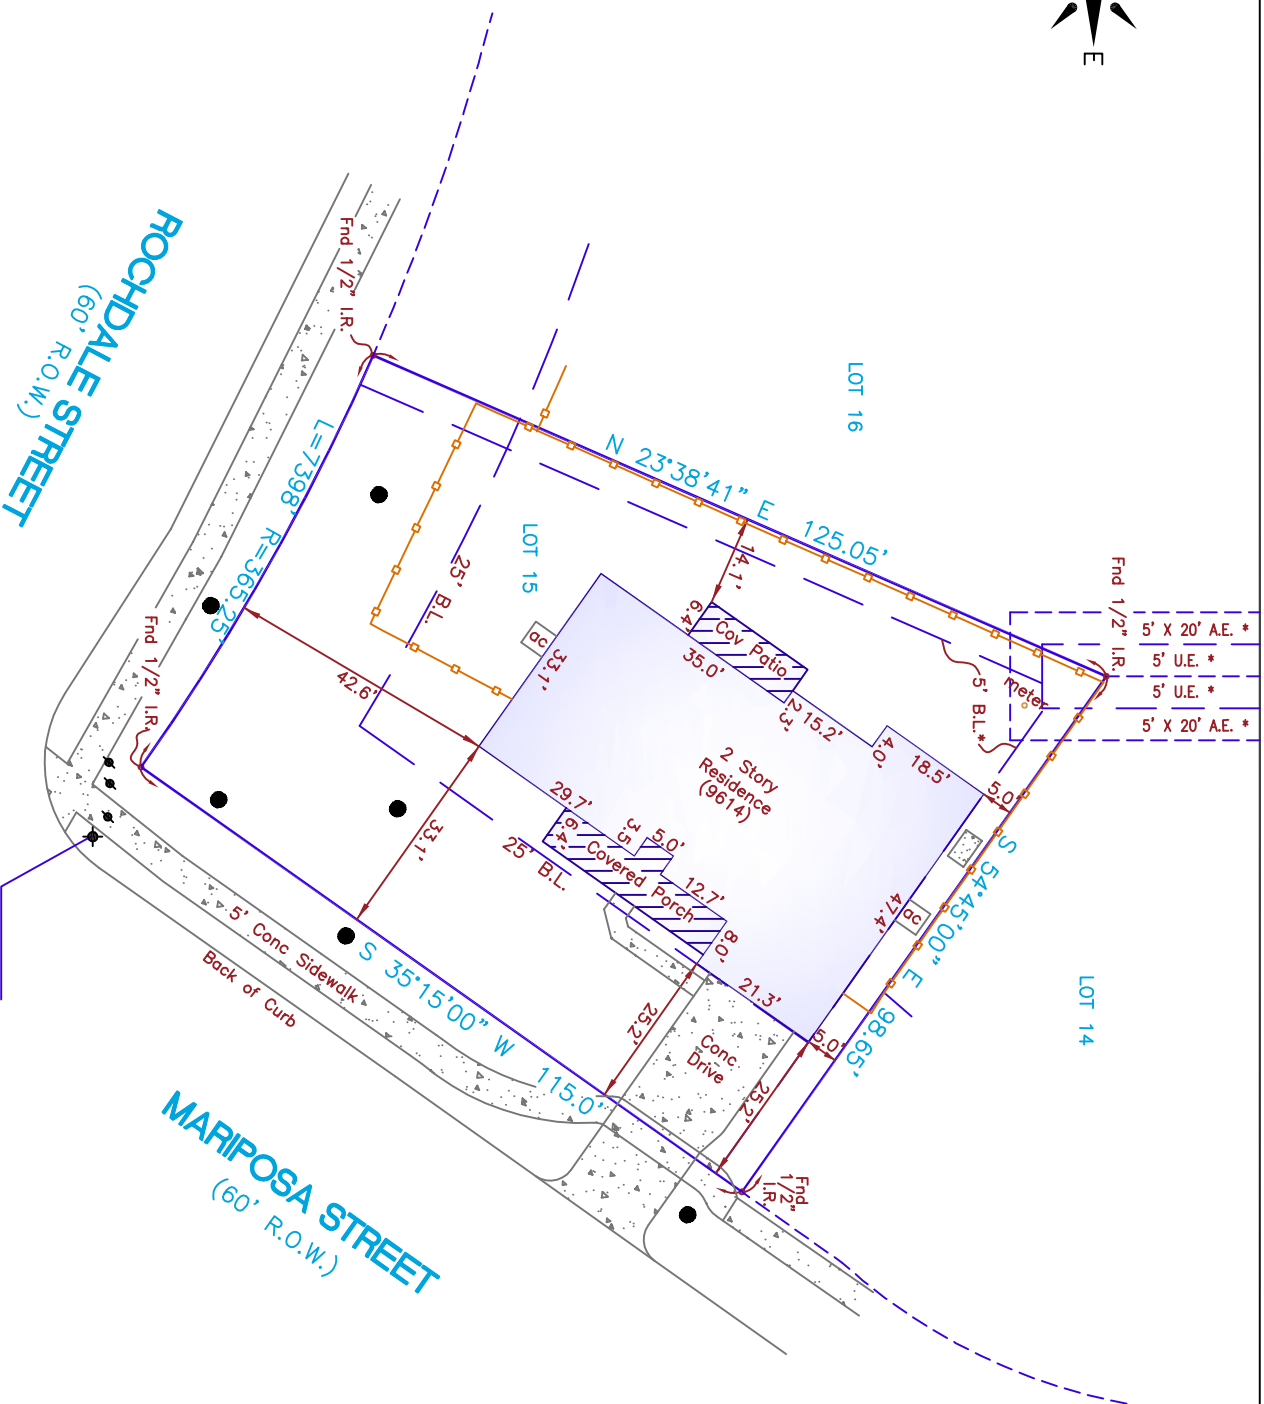 E
ROCHDALE STREET
(60' R.O.W.)
Fnd 1/2" I.R.
LOT 16
N 23°38'41" E 125.05'
L=7398' R=365.25'
LOT 15
25' B.L.
14.1'
6.4'
Cov Patio
35.0'
2.3'
15.2'
4.0'
18.5'
5.0'
Fnd 1/2" I.R.
5' X 20' A.E. *
5' U.E. *
5' U.E. *
5' X 20' A.E. *
meter
5' B.L.*
ac
33.1'
42.6'
Fnd 1/2" I.R.
2 Story
Residence
(9614)
29.7'
6.4'
3.5
5.0'
12.7'
Covered Porch
8.0'
25' B.L.
33.1'
21.3'
47.4'
ac
S 54°45'00" E 98.65'
5.0'
LOT 14
25.2'
25.2'
Conc
Drive
5' Conc Sidewalk
Back of Curb
S 35°15'00" W 115.0'
Fnd
1/2"
I.R.
MARIPOSA STREET
(60' R.O.W.)